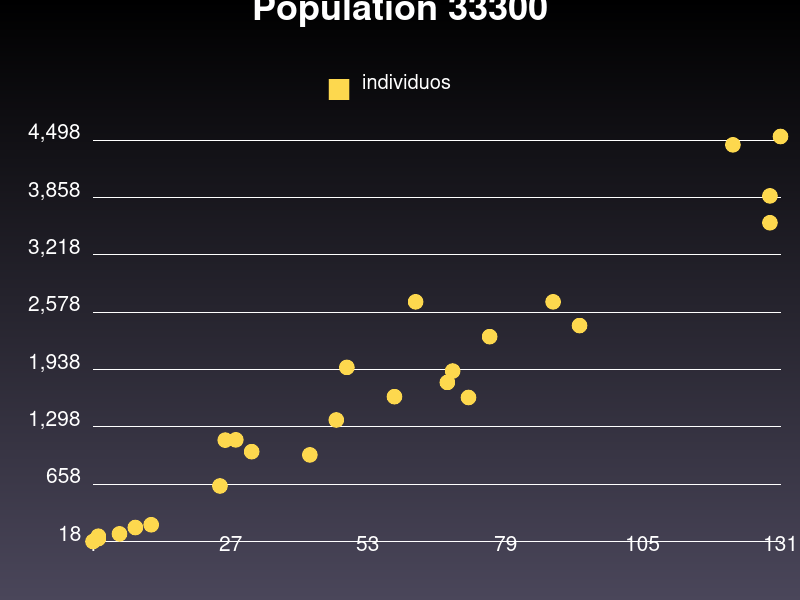 Population 33300
individuos
4,498
3,858
3,218
2,578
1,938
1,298
658
18
27 53 79 105 131